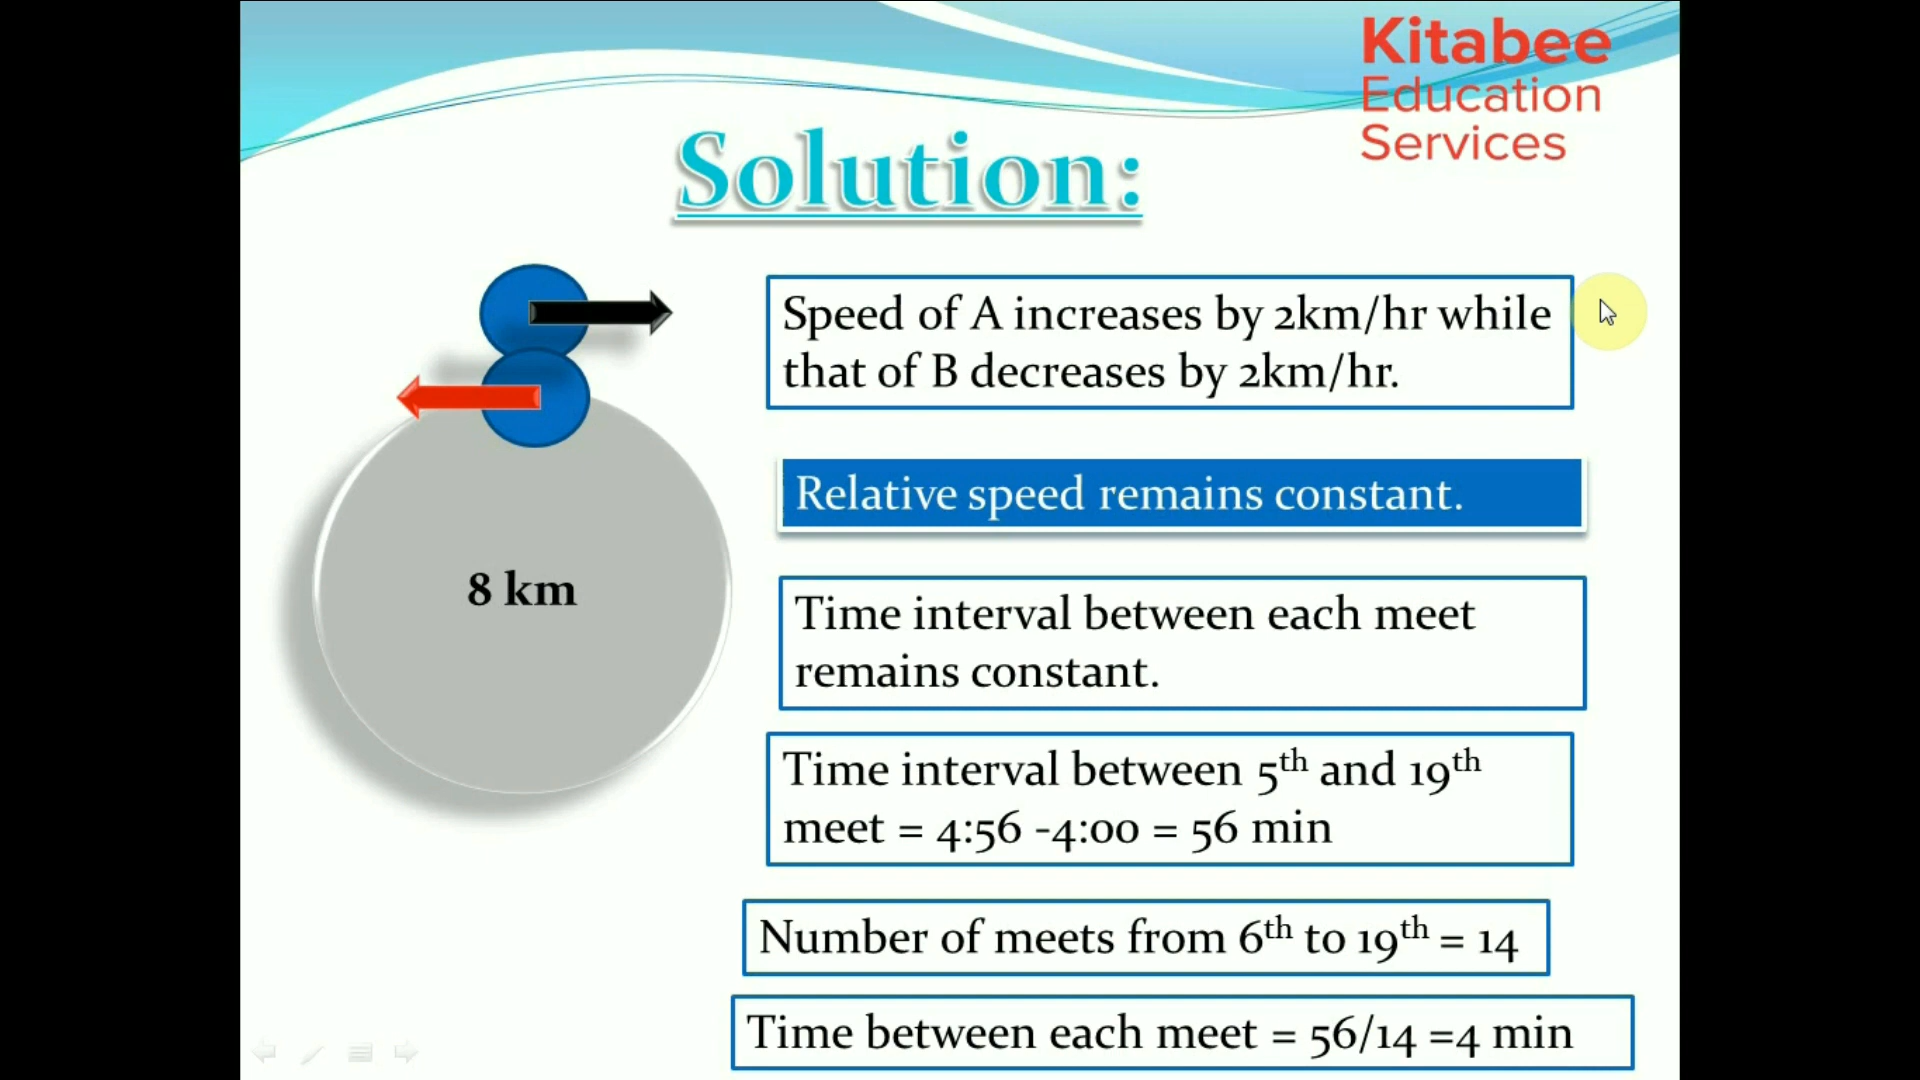 Kitabee
Education
Services
Solution:
Speed of A increases by 2km/hr while
that of B decreases by 2km/hr.
Relative speed remains constant.
8 km
Time interval between each meet
remains constant.
Time interval between 5th and 19th
meet = 4:56 -4:00 = 56 min
Number of meets from 6th to 19th = 14
Time between each meet = 56/14 =4 min